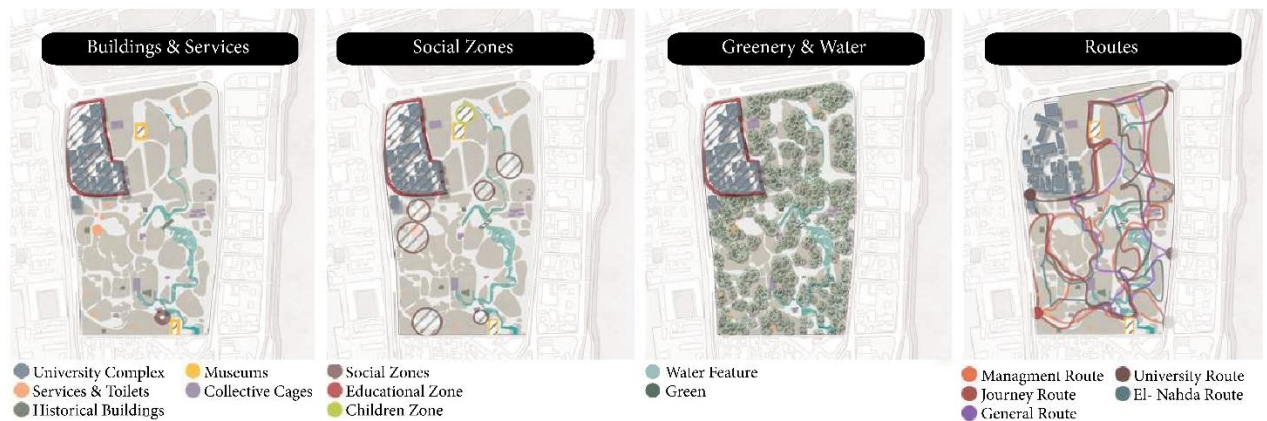 Buildings & Services
Social Zones
Greenery & Water
Routes
University Complex
Museums
Services & Toilets
Collective Cages
Historical Buildings
Social Zones
Educational Zone
Children Zone
Water Feature
Green
Managment Route
University Route
Journey Route
El- Nahda Route
General Route